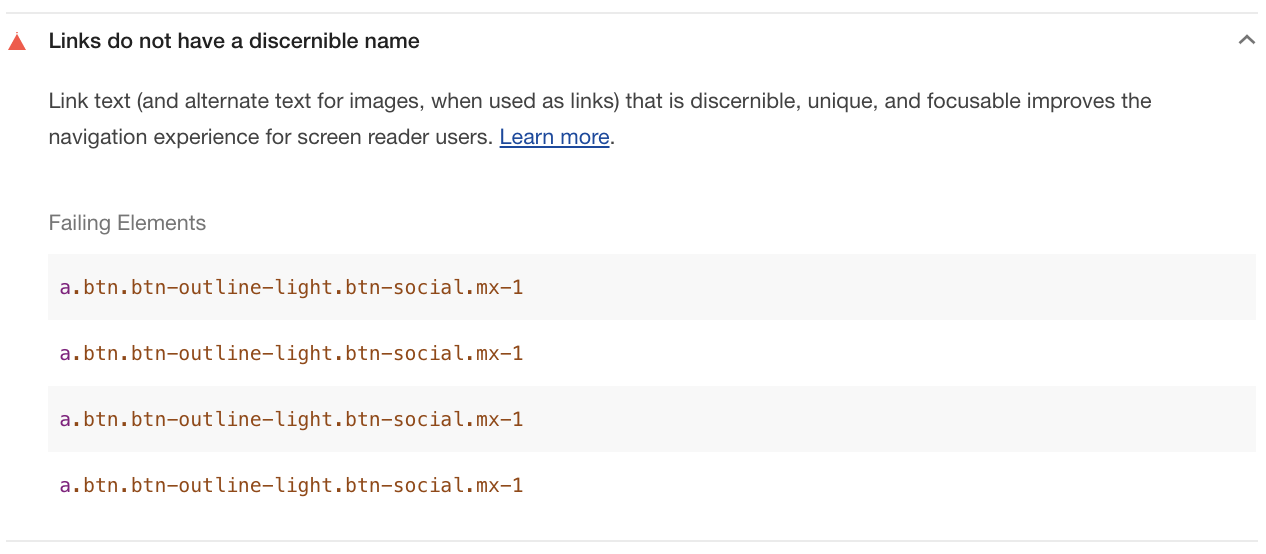 Links do not have a discernible name
Link text (and alternate text for images, when used as links) that is discernible, unique, and focusable improves the
navigation experience for screen reader users. Learn more.
Failing Elements
a.btn.btn-outline-light.btn-social.mx-1
a.btn.btn-outline-light.btn-social.mx-1
a.btn.btn-outline-light.btn-social.mx-1
a.btn.btn-outline-light.btn-social.mx-1